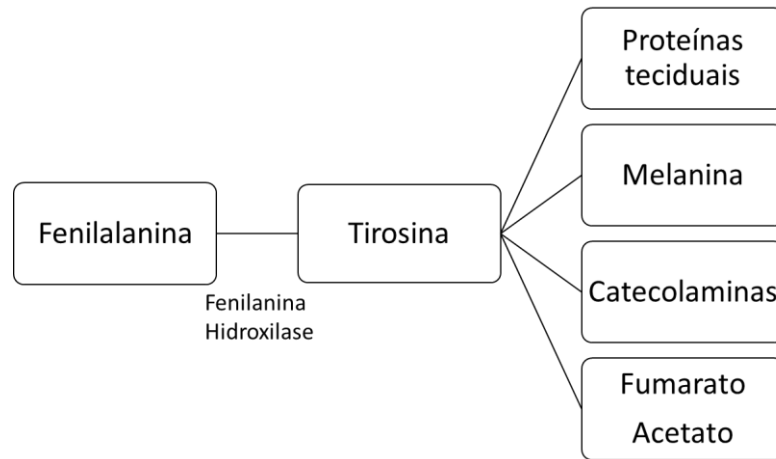 Proteínas
teciduais
Melanina
Fenilalanina
Tirosina
Catecolaminas
Fenilanina
Hidroxilase
Fumarato
Acetato